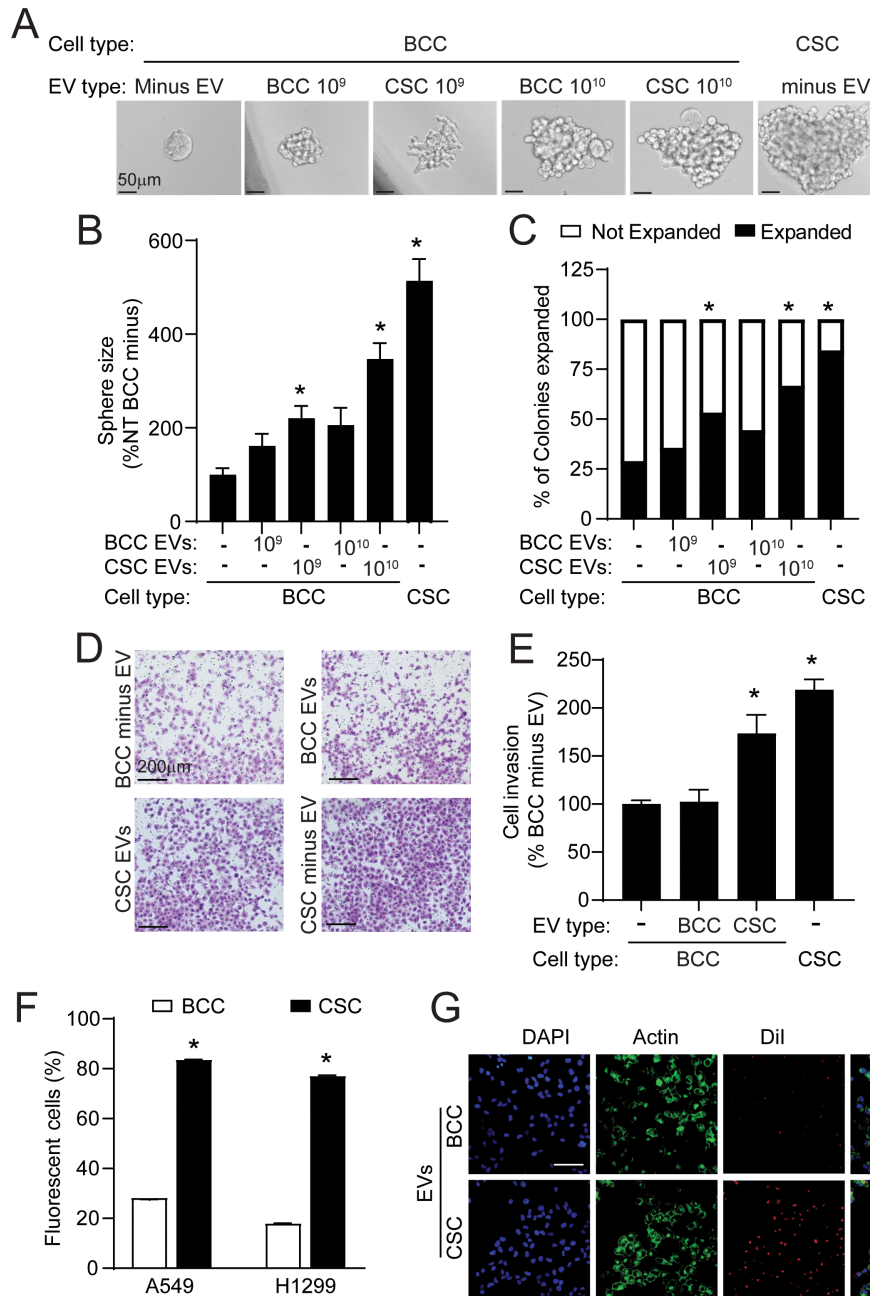 A
Cell type: BCC CSC
EV type: Minus EV BCC 10⁹ CSC 10⁹ BCC 10¹⁰ CSC 10¹⁰ minus EV
50μm
B
Sphere size
(%NT BCC minus)
600
400
200
0
BCC EVs: - 10⁹ - 10¹⁰ - -
CSC EVs: - - 10⁹ - 10¹⁰ -
Cell type: BCC CSC
* * *
C
Not Expanded Expanded
% of Colonies expanded
125
100
75
50
25
0
* * *
BCC EVs: - 10⁹ - 10¹⁰ - -
CSC EVs: - - 10⁹ - 10¹⁰ -
Cell type: BCC CSC
D
BCC minus EV
200μm
BCC EVs
CSC EVs
CSC minus EV
E
Cell invasion
(% BCC minus EV)
250
200
150
100
50
0
* *
EV type: - BCC CSC -
Cell type: BCC CSC
F
BCC CSC
Fluorescent cells (%)
100
80
60
40
20
0
* *
A549 H1299
G
DAPI Actin DiI
EVs
BCC
CSC